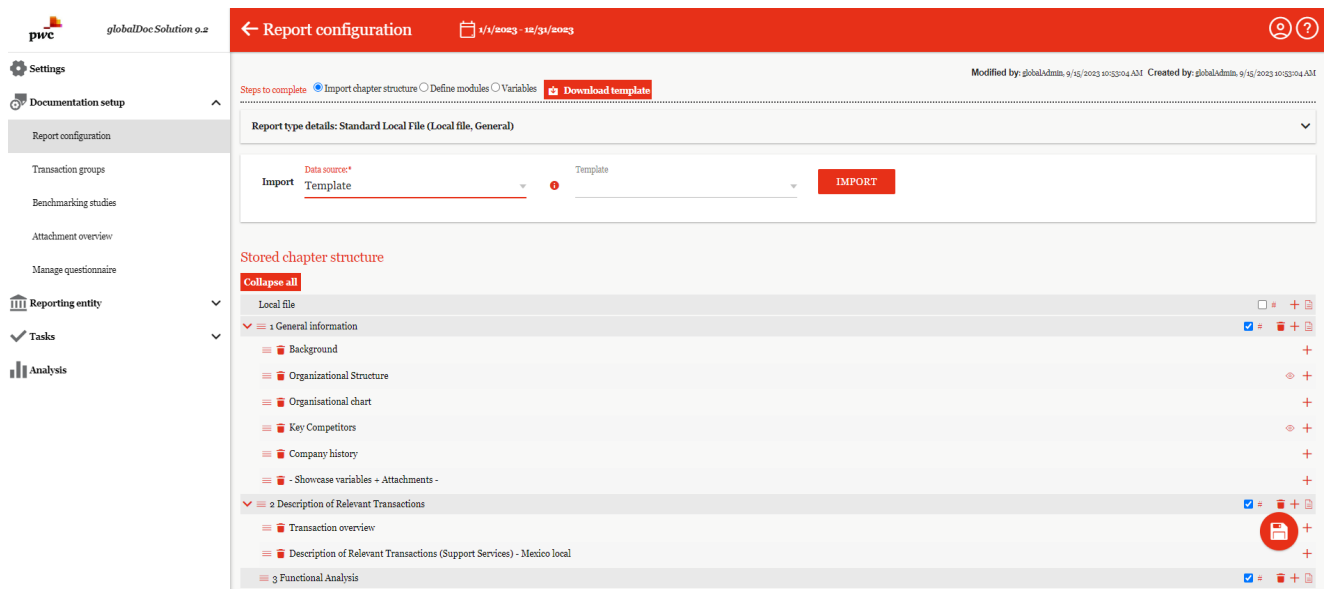 pwc
globalDoc Solution 9.2
Report configuration
1/1/2023 - 12/31/2023
Settings
Documentation setup
Report configuration
Transaction groups
Benchmarking studies
Attachment overview
Manage questionnaire
Reporting entity
Tasks
Analysis
Modified by: globalAdmin, 9/15/2023 10:53:04 AM Created by: globalAdmin, 9/15/2023 10:53:04 AM
Steps to complete Import chapter structure Define modules Variables Download template
Report type details: Standard Local File (Local file, General)
Data source:* Template
Import Template IMPORT
Stored chapter structure
Collapse all
Local file #
1 General information #
Background
Organizational Structure
Organisational chart
Key Competitors
Company history
- Showcase variables + Attachments -
2 Description of Relevant Transactions #
Transaction overview
Description of Relevant Transactions (Support Services) - Mexico local
3 Functional Analysis #